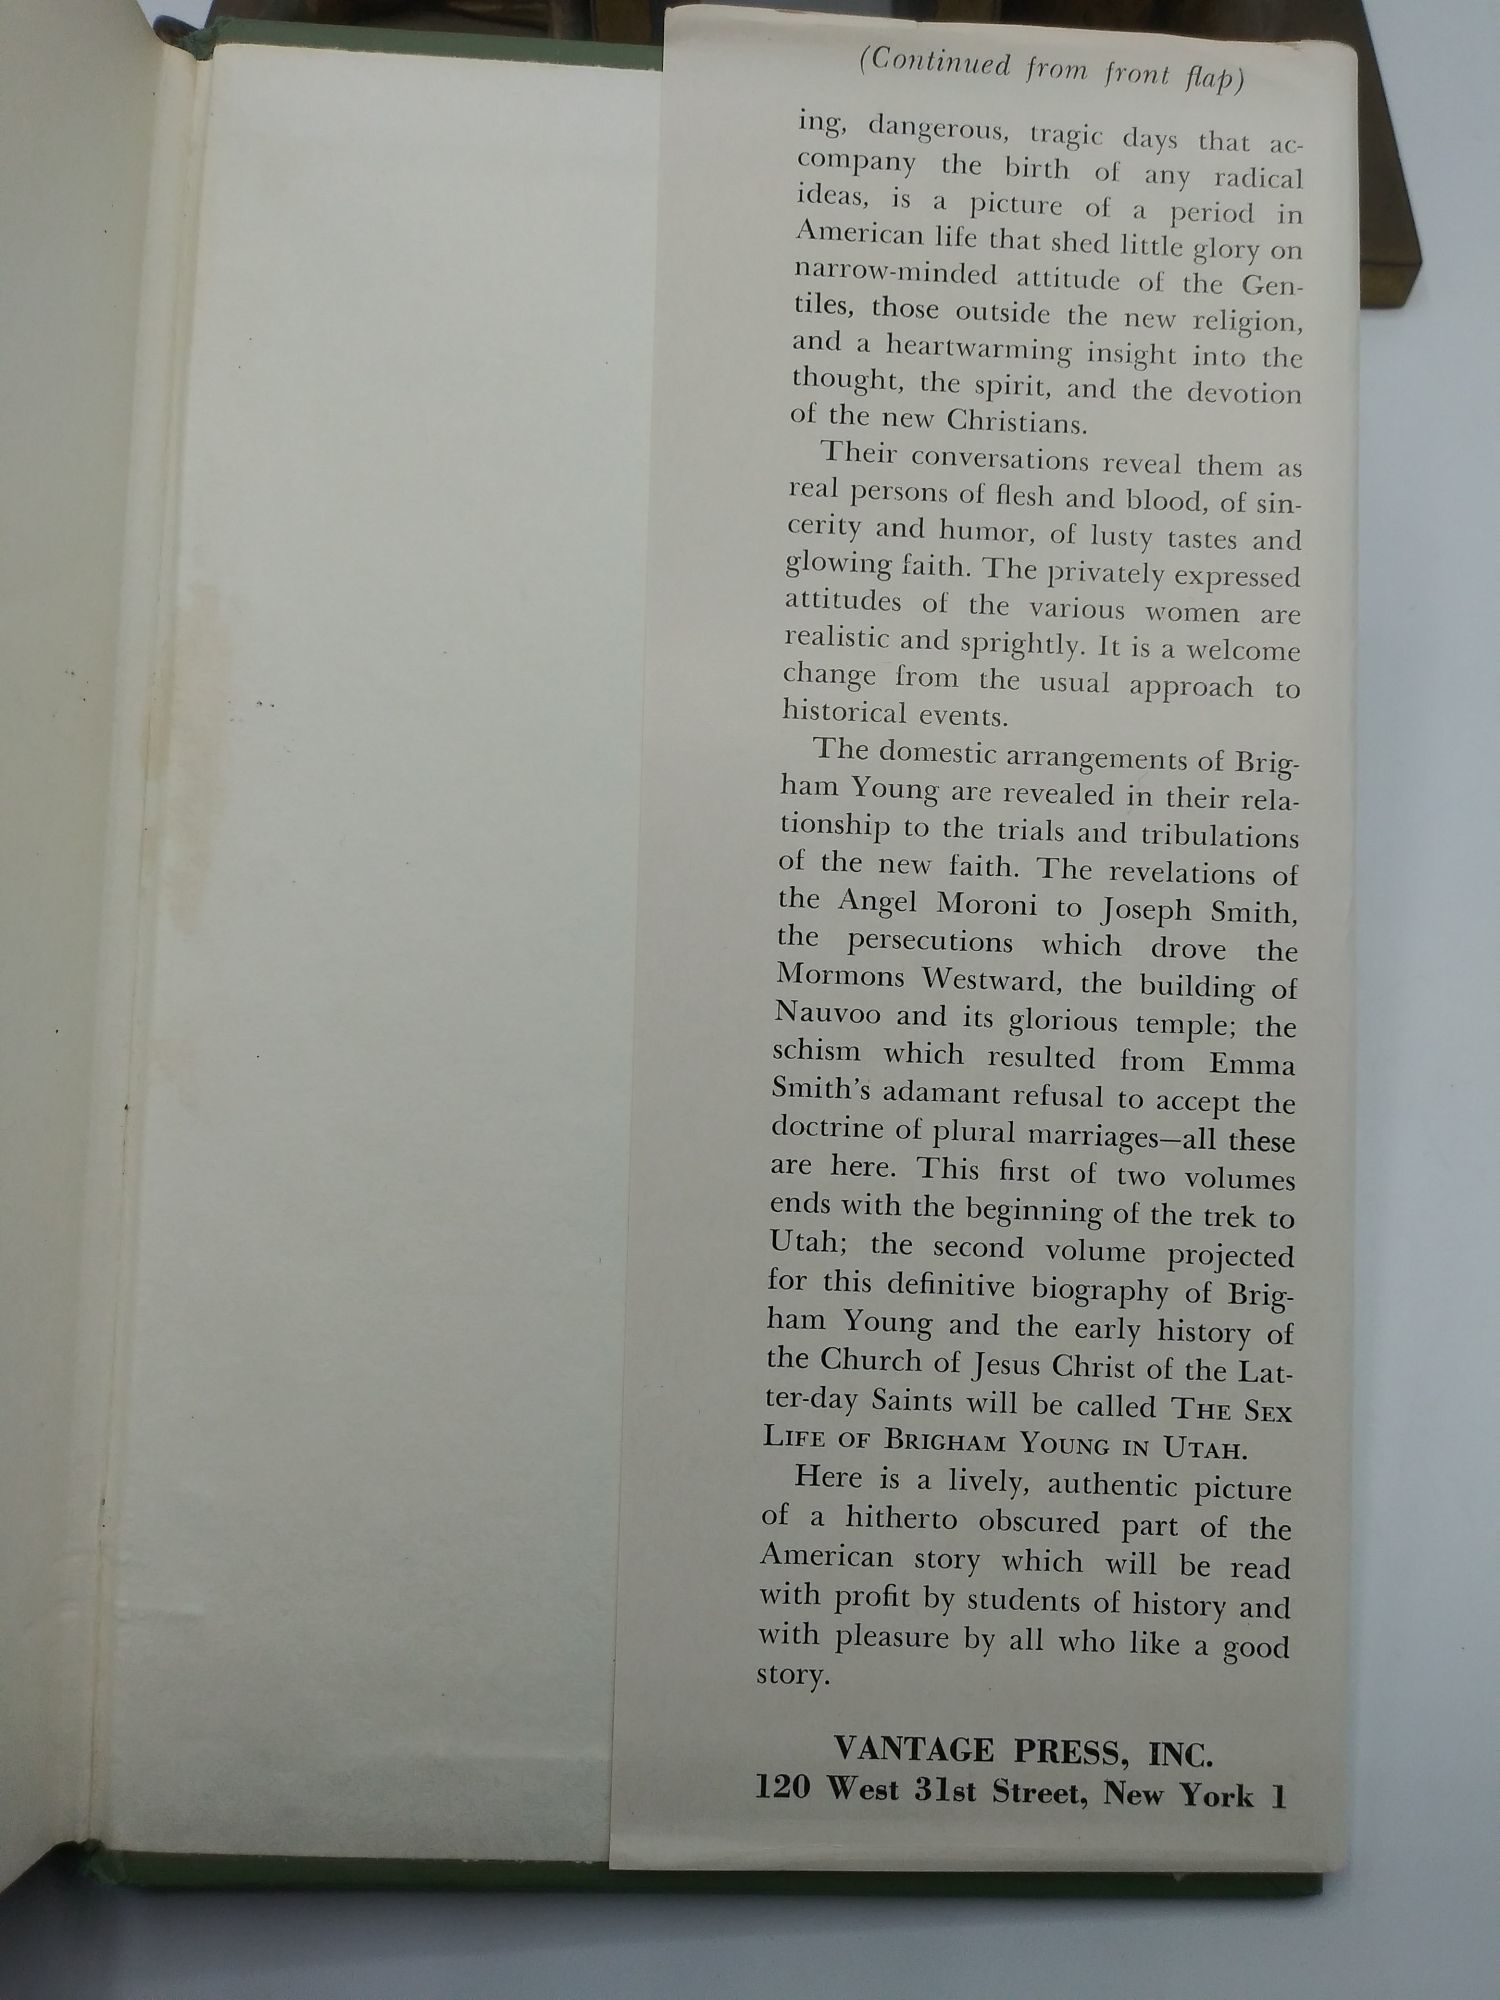 (Continued from front flap)
ing, dangerous, tragic days that ac-
company the birth of any radical
ideas, is a picture of a period in
American life that shed little glory on
narrow-minded attitude of the Gen-
tiles, those outside the new religion,
and a heartwarming insight into the
thought, the spirit, and the devotion
of the new Christians.
Their conversations reveal them as
real persons of flesh and blood, of sin-
cerity and humor, of lusty tastes and
glowing faith. The privately expressed
attitudes of the various women are
realistic and sprightly. It is a welcome
change from the usual approach to
historical events.
The domestic arrangements of Brig-
ham Young are revealed in their rela-
tionship to the trials and tribulations
of the new faith. The revelations of
the Angel Moroni to Joseph Smith,
the persecutions which drove the
Mormons Westward, the building of
Nauvoo and its glorious temple; the
schism which resulted from Emma
Smith's adamant refusal to accept the
doctrine of plural marriages—all these
are here. This first of two volumes
ends with the beginning of the trek to
Utah; the second volume projected
for this definitive biography of Brig-
ham Young and the early history of
the Church of Jesus Christ of the Lat-
ter-day Saints will be called THE SEX
LIFE OF BRIGHAM YOUNG IN UTAH.
Here is a lively, authentic picture
of a hitherto obscured part of the
American story which will be read
with profit by students of history and
with pleasure by all who like a good
story.
VANTAGE PRESS, INC.
120 West 31st Street, New York 1